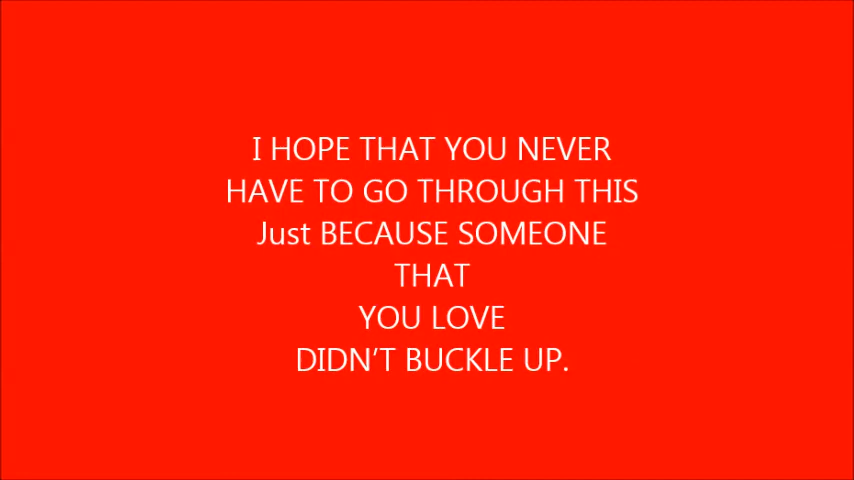 I HOPE THAT YOU NEVER
HAVE TO GO THROUGH THIS
Just BECAUSE SOMEONE
THAT
YOU LOVE
DIDN’T BUCKLE UP.